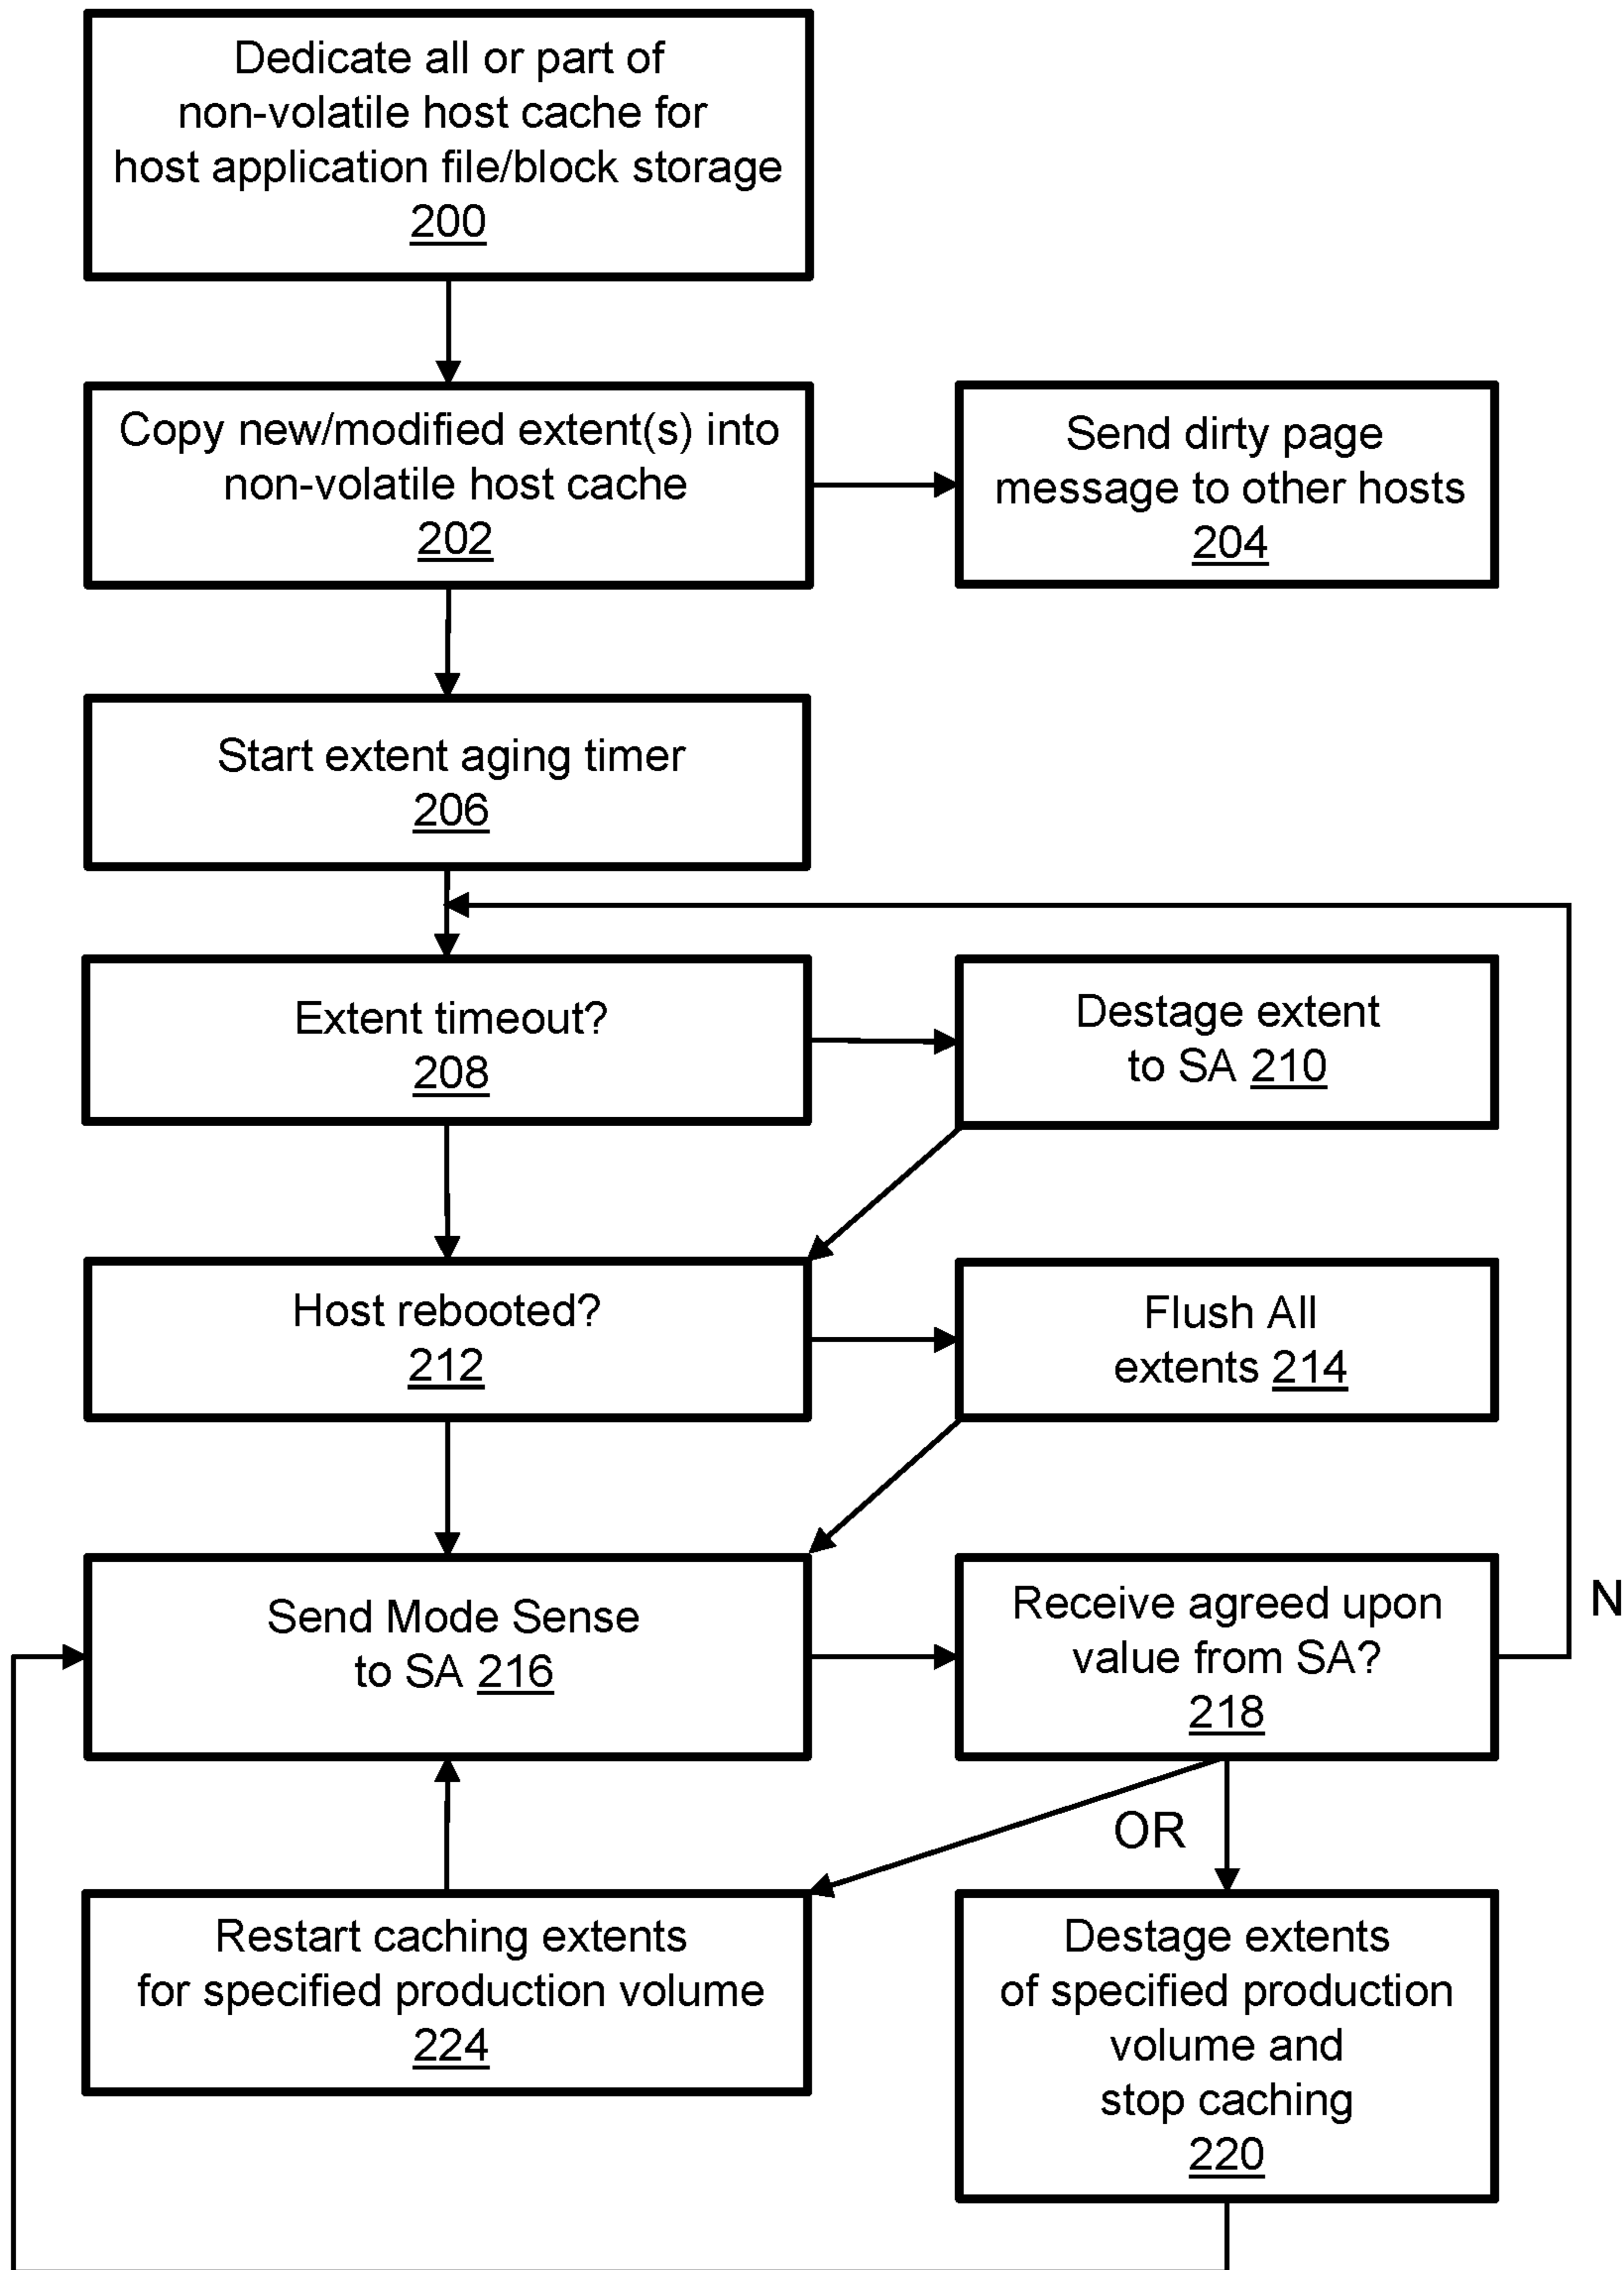 Dedicate all or part of
non-volatile host cache for
host application file/block storage
200
Copy new/modified extent(s) into
non-volatile host cache
202
Send dirty page
message to other hosts
204
Start extent aging timer
206
Extent timeout?
208
Destage extent
to SA 210
Host rebooted?
212
Flush All
extents 214
Send Mode Sense
to SA 216
Receive agreed upon
value from SA?
218
N
OR
Restart caching extents
for specified production volume
224
Destage extents
of specified production
volume and
stop caching
220